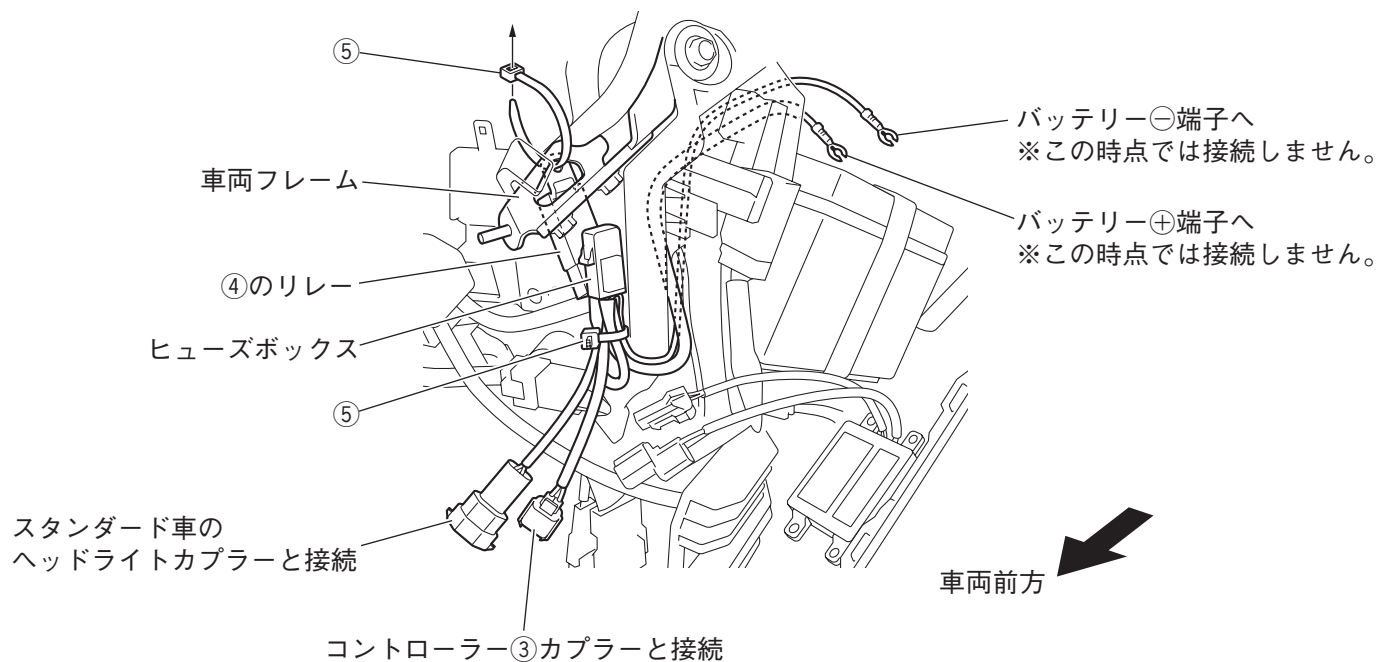 ⑤
バッテリー㊀端子へ
※この時点では接続しません。
車両フレーム
バッテリー⊕端子へ
※この時点では接続しません。
④のリレー
ヒューズボックス
⑤
スタンダード車の
ヘッドライトカプラーと接続
車両前方
コントローラー③カプラーと接続